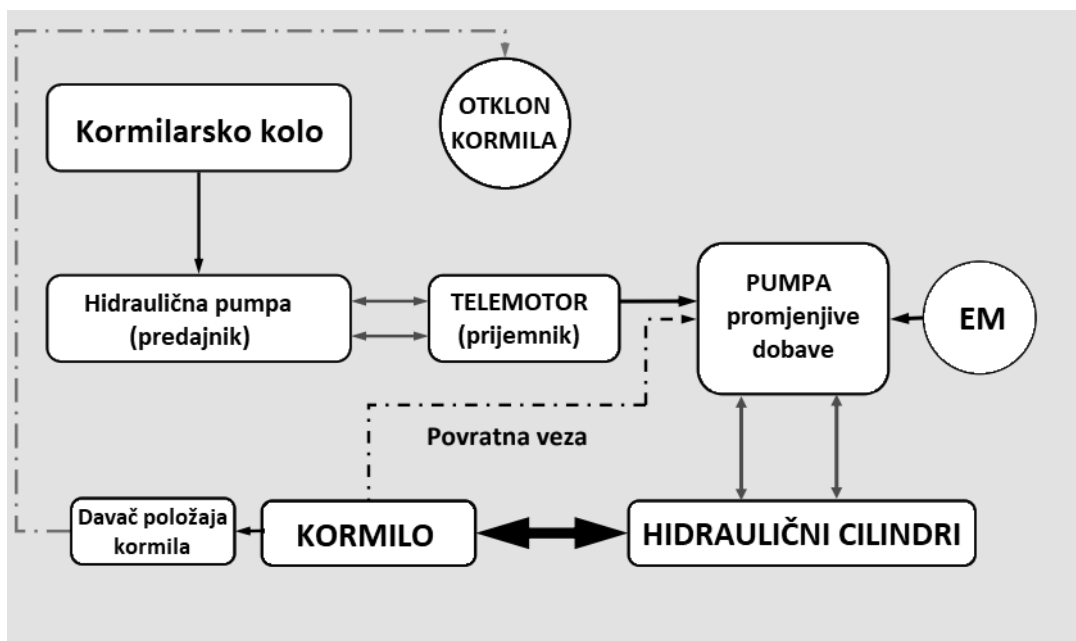 OTKLON
KORMILA
Kormilarsko kolo
Hidraulična pumpa
(predajnik)
TELEMOTOR
(prijemnik)
PUMPA
promjenjive
dobave
EM
Povratna veza
Davač položaja
kormila
KORMILO
HIDRAULIČNI CILINDRI